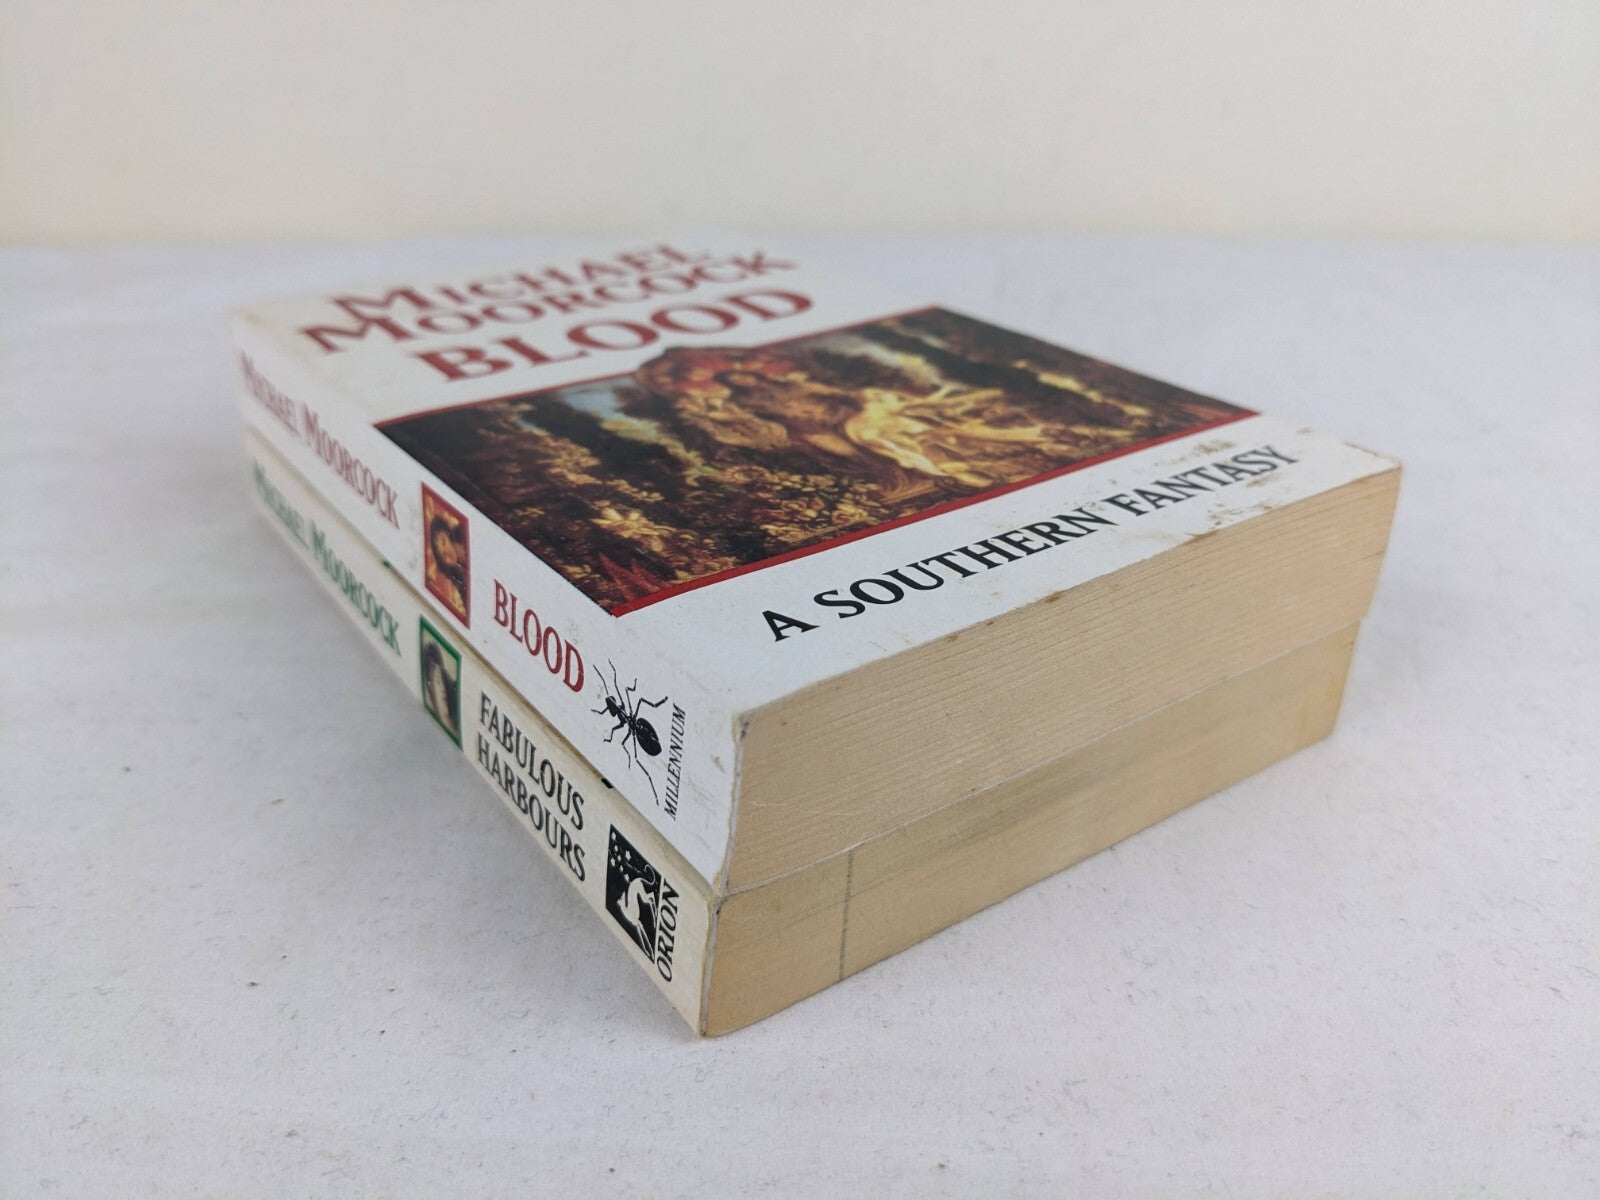 MICHAEL
MOORCOCK
BLOOD
A SOUTHERN FANTASY
MICHAEL MOORCOCK
BLOOD
MILLENNIUM
MICHAEL MOORCOCK
FABULOUS
HARBOURS
ORION